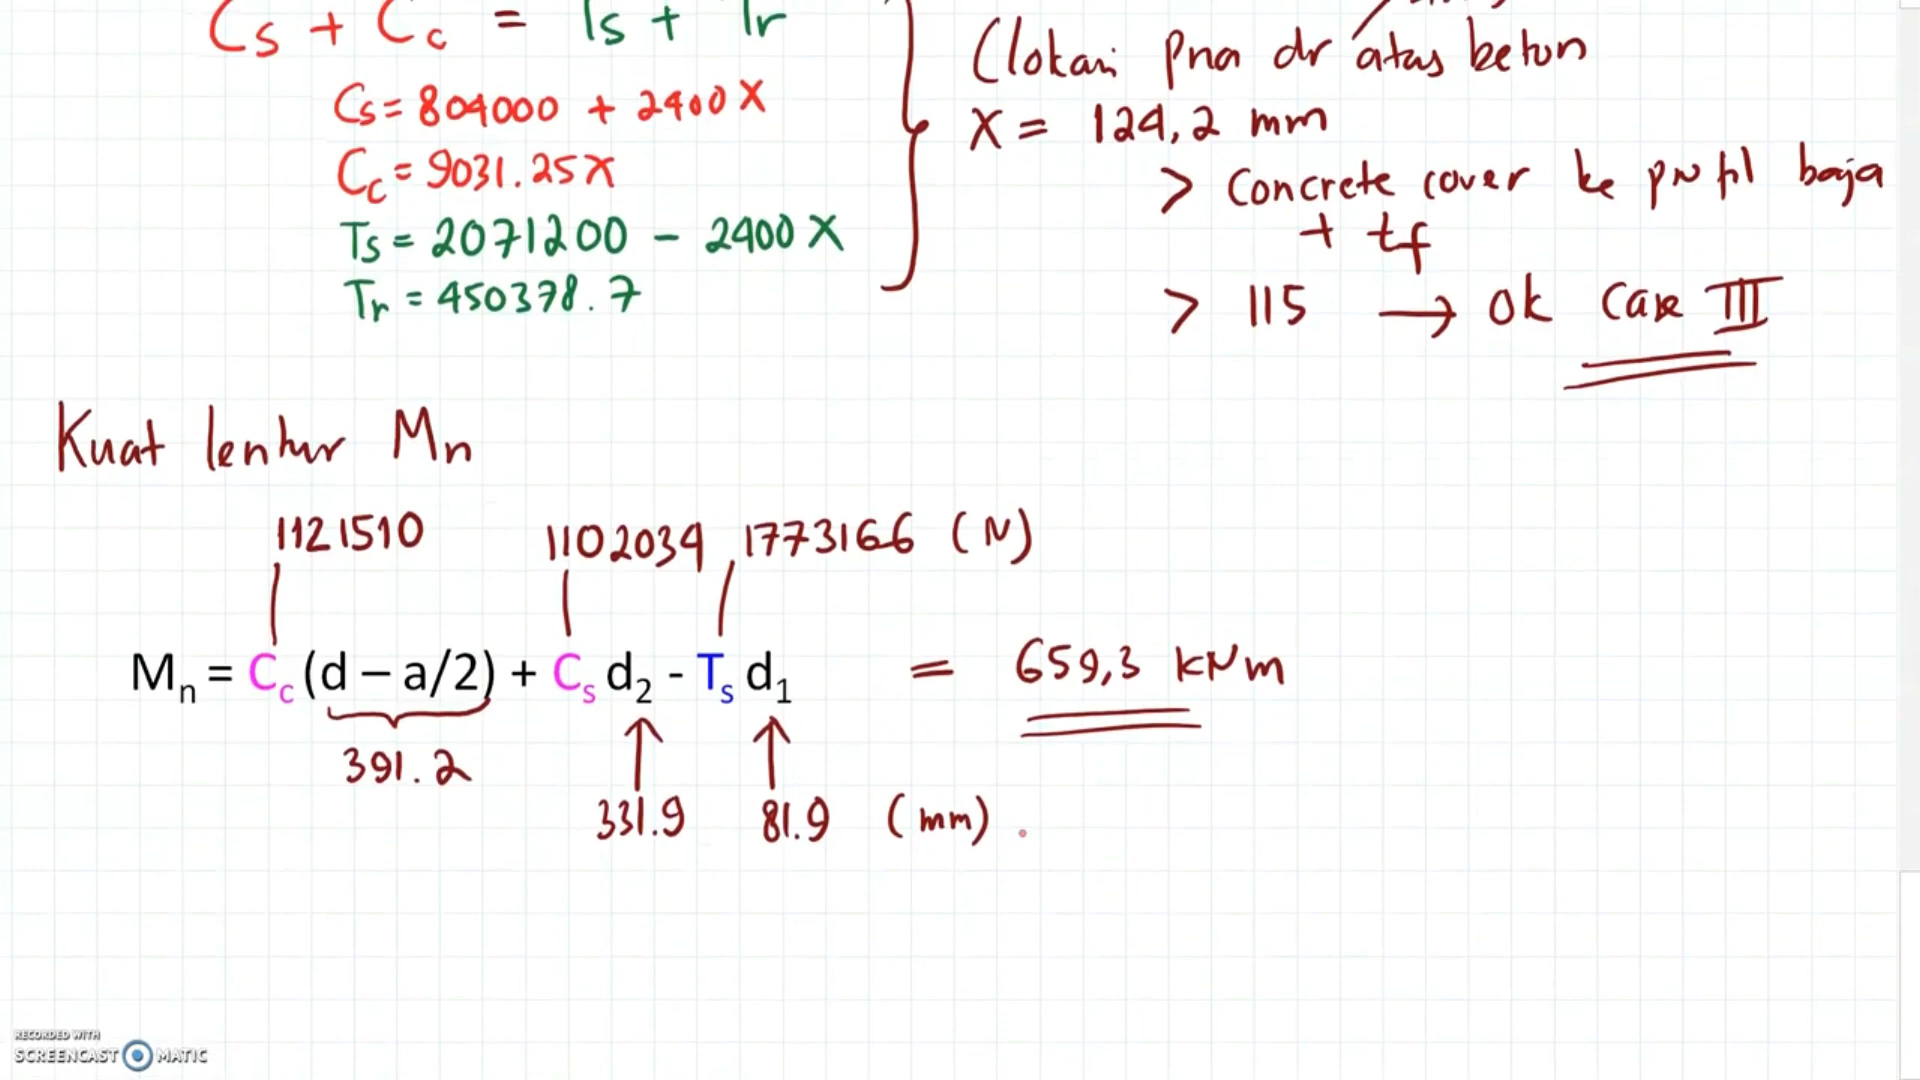 Cs + Cc = Ts + Tr
Cs = 804000 + 2400 X
Cc = 9031.25X
Ts = 2071200 - 2400 X
Tr = 450378.7
(lokasi pna dr atas beton
X = 124,2 mm
> Concrete cover ke profil baja
+ tf
> 115 → ok Case III
Kuat lentur Mn
1121510 1102034 1773166 (N)
Mn = Cc (d – a/2) + Cs d2 - Ts d1 = 659,3 kNm
391.2
331.9 81.9 (mm)
RECORDED WITH
SCREENCAST MATIC